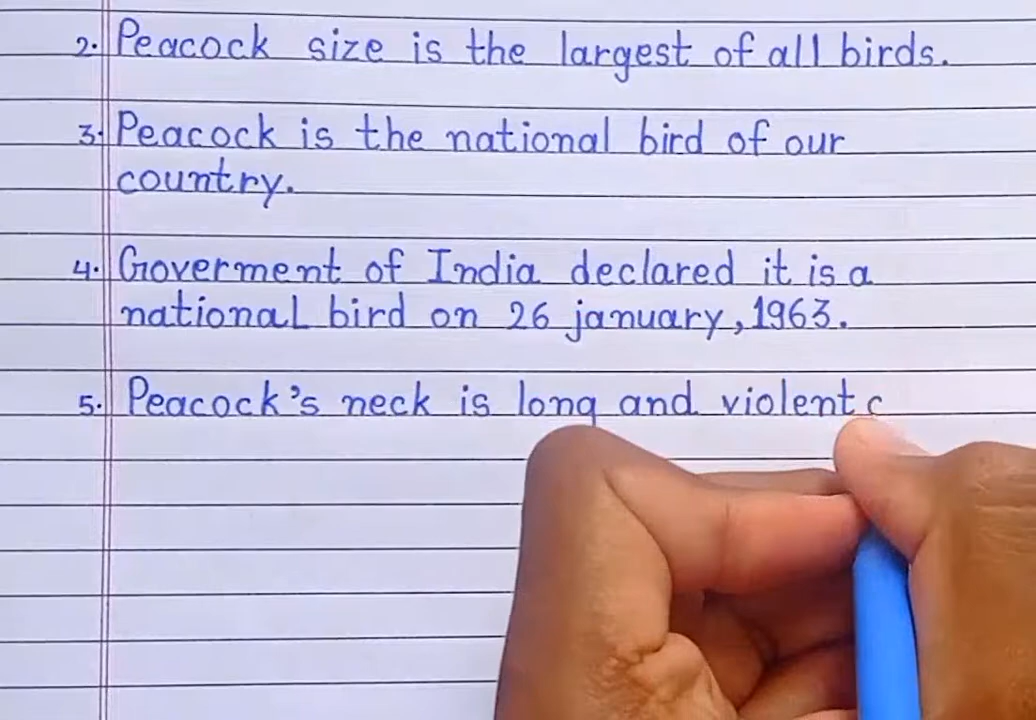 2. Peacock size is the largest of all birds.
3. Peacock is the national bird of our
country.
4. Goverment of India declared it is a
national bird on 26 january, 1963.
5. Peacock's neck is long and violent c